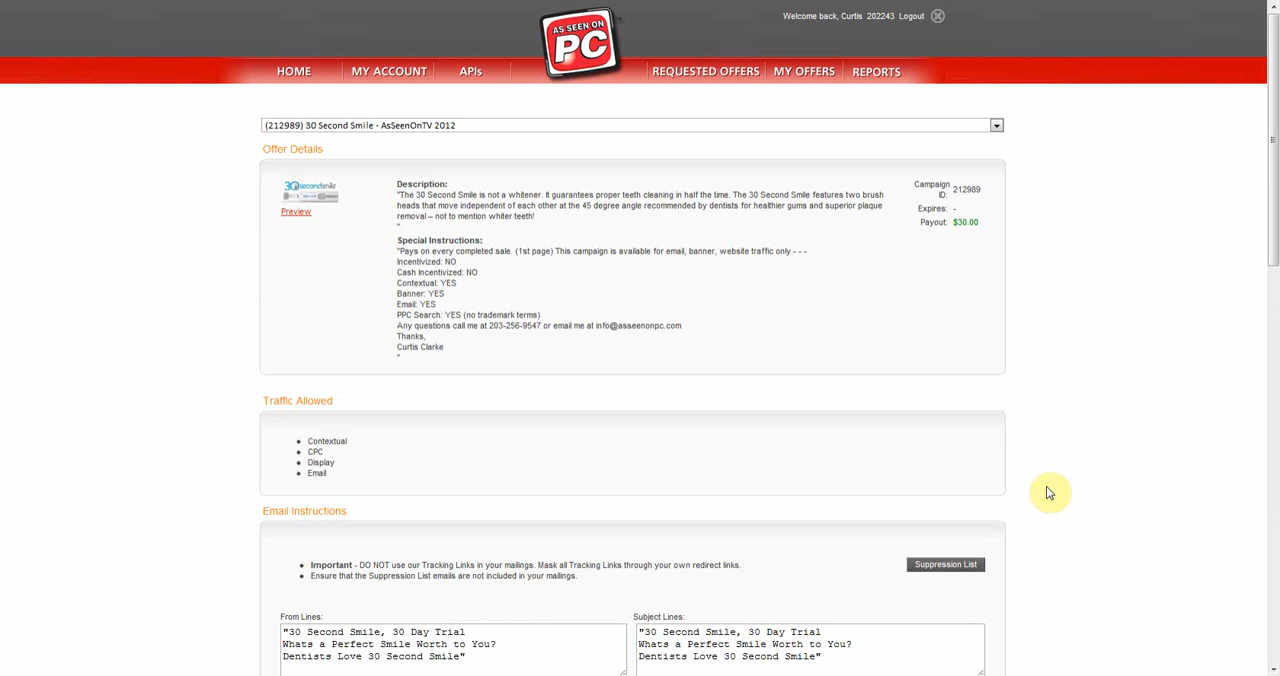 Welcome back, Curtis 202243 Logout
AS SEEN ON
PC
HOME
MY ACCOUNT
APIs
REQUESTED OFFERS
MY OFFERS
REPORTS
(212989) 30 Second Smile - AsSeenOnTV 2012
Offer Details
30secondsmile
Preview
Description:
"The 30 Second Smile is not a whitener. It guarantees proper teeth cleaning in half the time. The 30 Second Smile features two brush
heads that move independent of each other at the 45 degree angle recommended by dentists for healthier gums and superior plaque
removal – not to mention whiter teeth!
"
Special Instructions:
"Pays on every completed sale. (1st page) This campaign is available for email, banner, website traffic only.- - -
Incentivized: NO
Cash Incentivized: NO
Contextual: YES
Banner: YES
Email: YES
PPC Search: YES (no trademark terms)
Any questions call me at 203-256-9547 or email me at info@asseenonpc.com
Thanks,
Curtis Clarke
"
Campaign ID: 212989
Expires: -
Payout: $30.00
Traffic Allowed
Contextual
CPC
Display
Email
Email Instructions
Important - DO NOT use our Tracking Links in your mailings. Mask all Tracking Links through your own redirect links.
Ensure that the Suppression List emails are not included in your mailings.
Suppression List
From Lines:
"30 Second Smile, 30 Day Trial
Whats a Perfect Smile Worth to You?
Dentists Love 30 Second Smile"
Subject Lines:
"30 Second Smile, 30 Day Trial
Whats a Perfect Smile Worth to You?
Dentists Love 30 Second Smile"